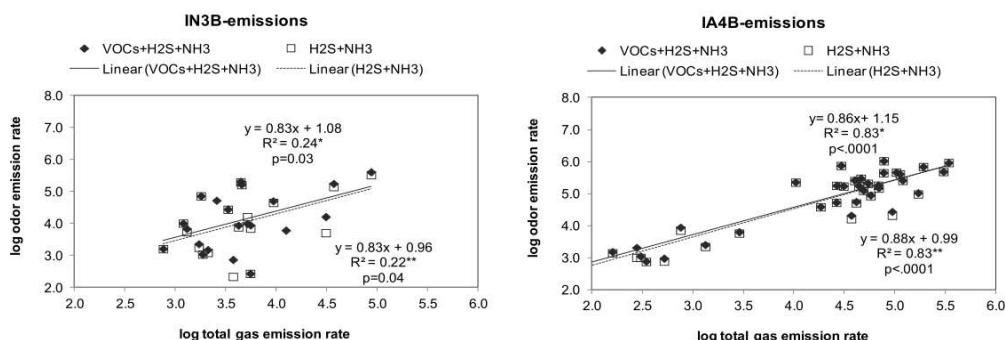 IN3B-emissions
VOCs+H2S+NH3
H2S+NH3
Linear (VOCs+H2S+NH3)
Linear (H2S+NH3)
8.0
7.0
6.0
5.0
4.0
3.0
2.0
log odor emission rate
y = 0.83x + 1.08
R² = 0.24*
p=0.03
y = 0.83x + 0.96
R² = 0.22**
p=0.04
2.0 2.5 3.0 3.5 4.0 4.5 5.0 5.5 6.0
log total gas emission rate
IA4B-emissions
VOCs+H2S+NH3
H2S+NH3
Linear (VOCs+H2S+NH3)
Linear (H2S+NH3)
8.0
7.0
6.0
5.0
4.0
3.0
2.0
log odor emission rate
y= 0.86x+ 1.15
R² = 0.83*
p<.0001
y = 0.88x + 0.99
R² = 0.83**
p<.0001
2.0 2.5 3.0 3.5 4.0 4.5 5.0 5.5 6.0
log total gas emission rate